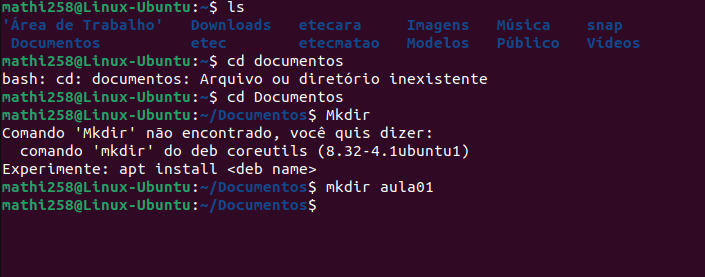 mathi258@Linux-Ubuntu:~$ ls
'Área de Trabalho'   Downloads   etecara     Imagens   Música    snap
 Documentos          etec        etecmatao   Modelos   Público   Vídeos
mathi258@Linux-Ubuntu:~$ cd documentos
bash: cd: documentos: Arquivo ou diretório inexistente
mathi258@Linux-Ubuntu:~$ cd Documentos
mathi258@Linux-Ubuntu:~/Documentos$ Mkdir
Comando 'Mkdir' não encontrado, você quis dizer:
  comando 'mkdir' do deb coreutils (8.32-4.1ubuntu1)
Experimente: apt install <deb name>
mathi258@Linux-Ubuntu:~/Documentos$ mkdir aula01
mathi258@Linux-Ubuntu:~/Documentos$